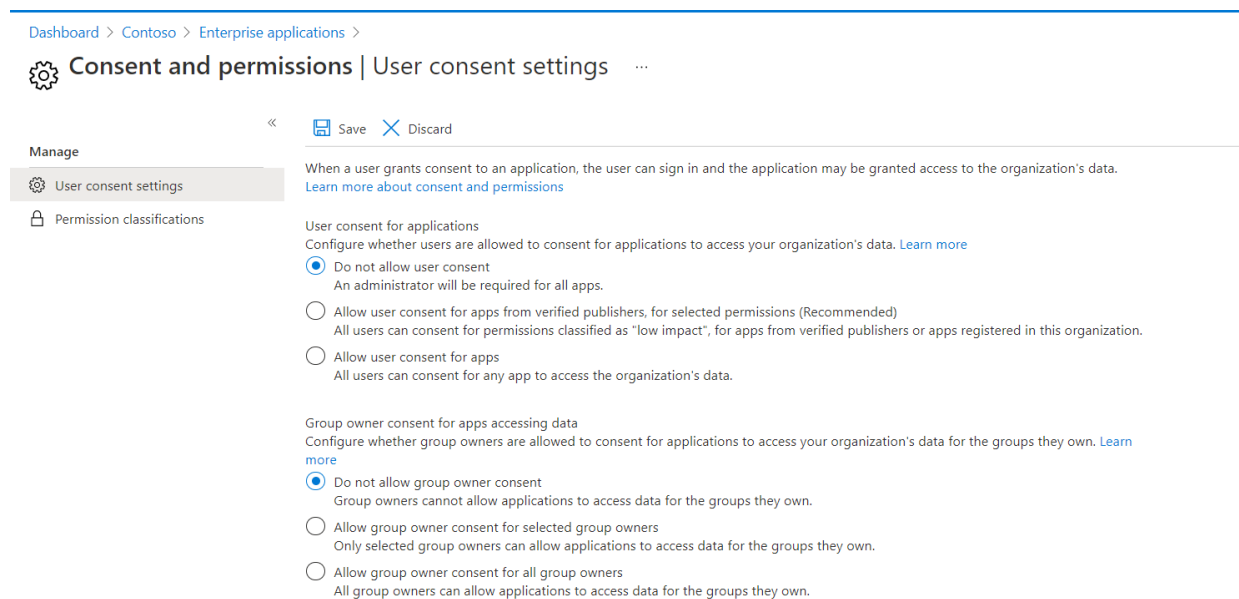 Dashboard > Contoso > Enterprise applications >
Consent and permissions | User consent settings ...
«
Save Discard
Manage
User consent settings
Permission classifications
When a user grants consent to an application, the user can sign in and the application may be granted access to the organization's data.
Learn more about consent and permissions
User consent for applications
Configure whether users are allowed to consent for applications to access your organization's data. Learn more
Do not allow user consent
An administrator will be required for all apps.
Allow user consent for apps from verified publishers, for selected permissions (Recommended)
All users can consent for permissions classified as "low impact", for apps from verified publishers or apps registered in this organization.
Allow user consent for apps
All users can consent for any app to access the organization's data.
Group owner consent for apps accessing data
Configure whether group owners are allowed to consent for applications to access your organization's data for the groups they own. Learn
more
Do not allow group owner consent
Group owners cannot allow applications to access data for the groups they own.
Allow group owner consent for selected group owners
Only selected group owners can allow applications to access data for the groups they own.
Allow group owner consent for all group owners
All group owners can allow applications to access data for the groups they own.